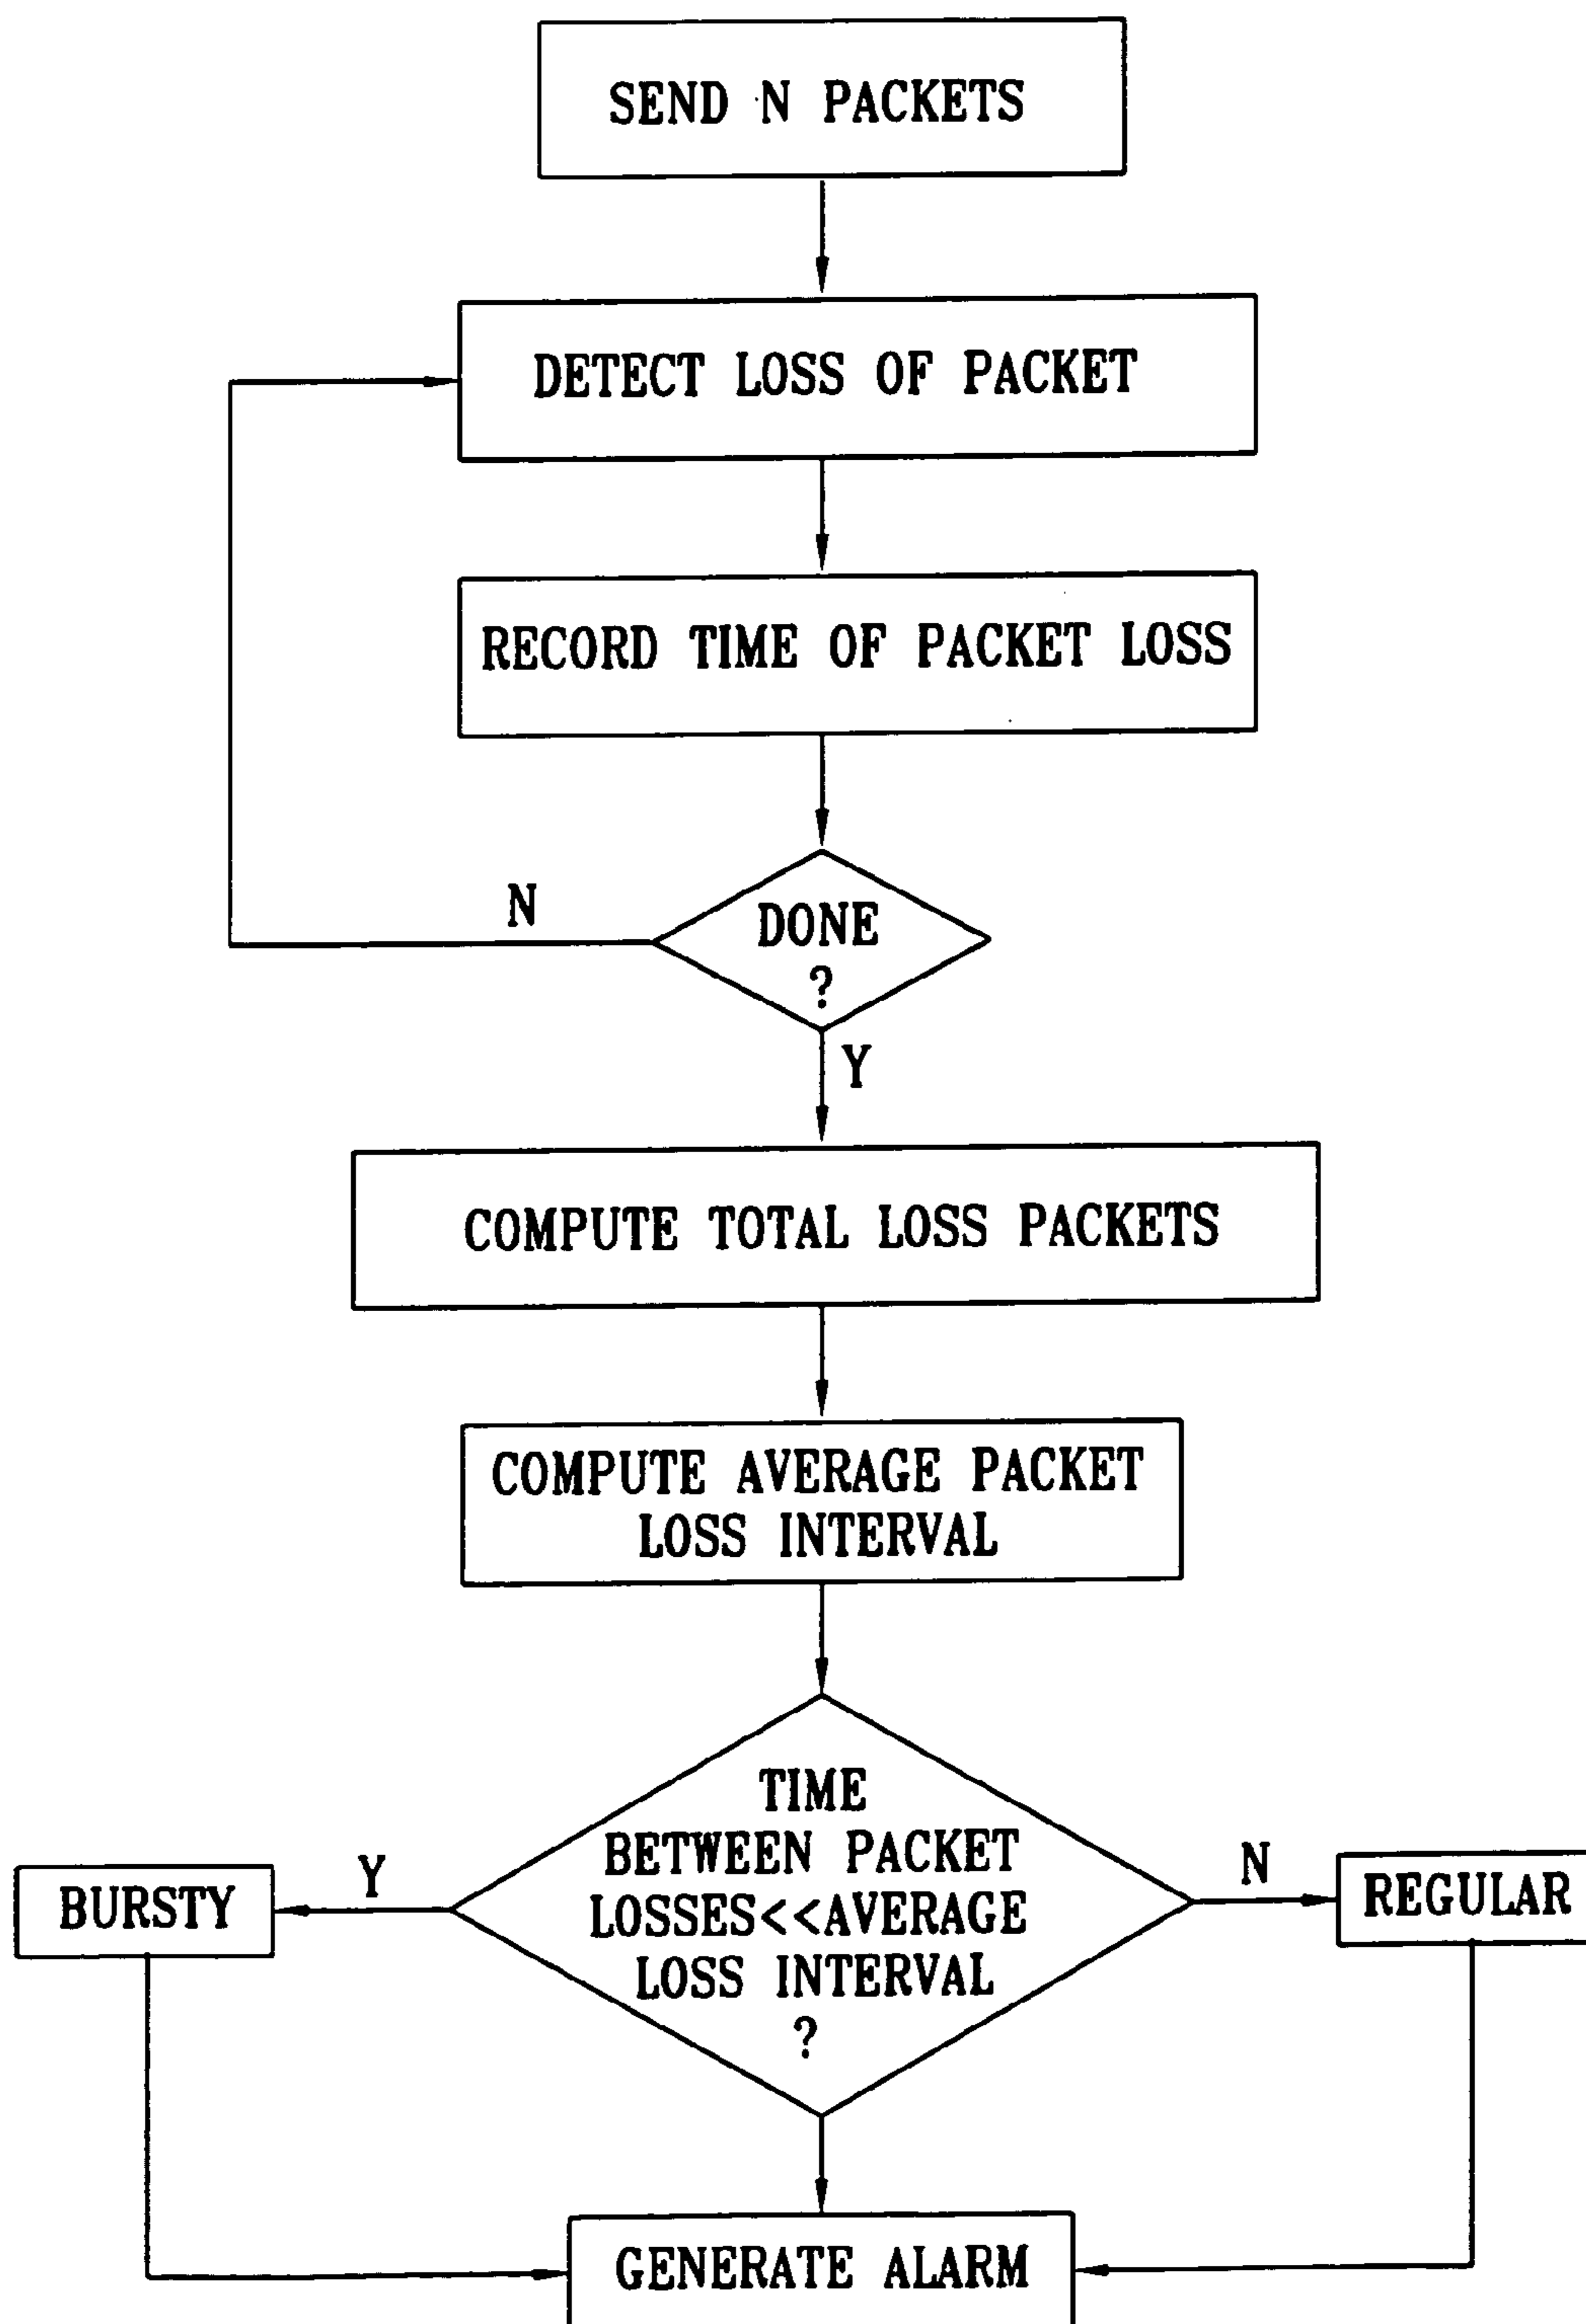 SEND N PACKETS
DETECT LOSS OF PACKET
RECORD TIME OF PACKET LOSS
DONE
?
N
Y
COMPUTE TOTAL LOSS PACKETS
COMPUTE AVERAGE PACKET
LOSS INTERVAL
TIME
BETWEEN PACKET
LOSSES<<AVERAGE
LOSS INTERVAL
?
Y
N
BURSTY
REGULAR
GENERATE ALARM